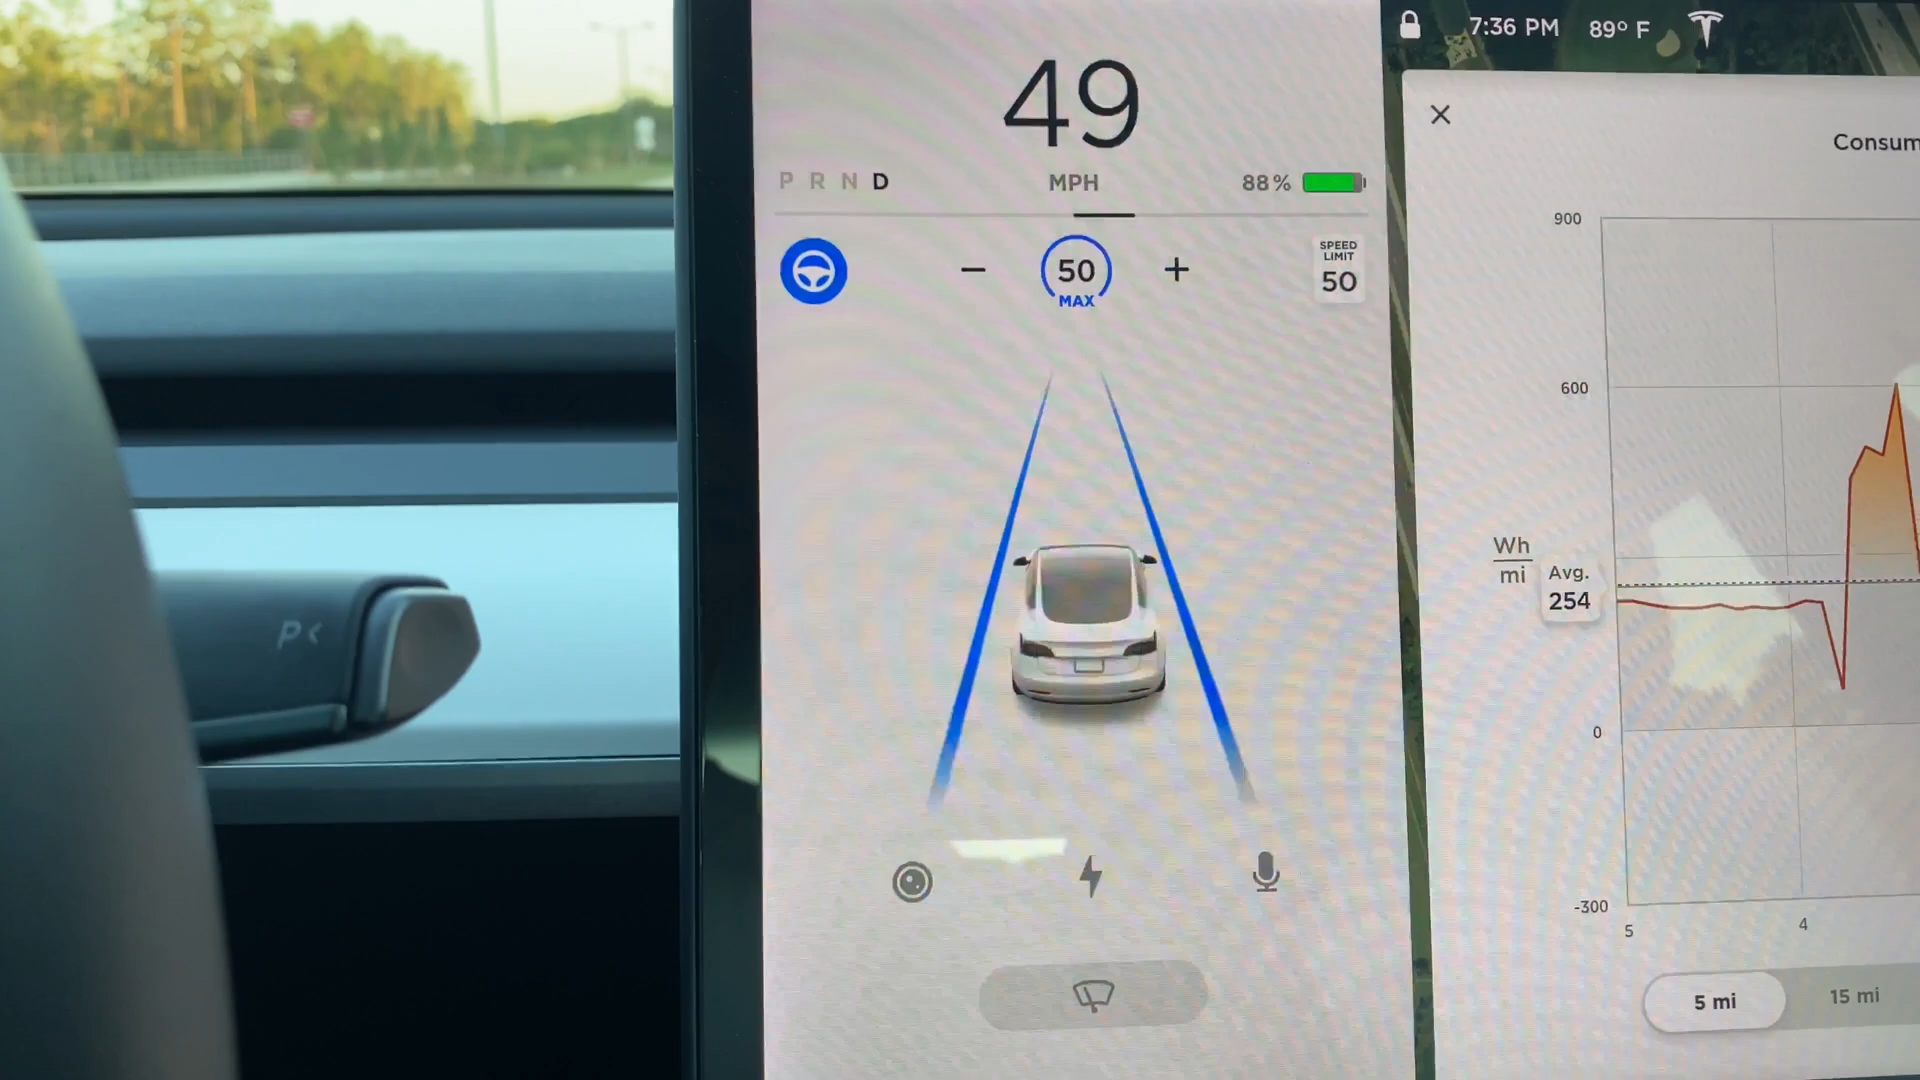 7:36 PM 89° F
49
P R N D MPH 88%
50
MAX
SPEED
LIMIT
50
P<
Consum
900
600
Wh
mi
Avg.
254
0
-300
5 4
5 mi 15 mi